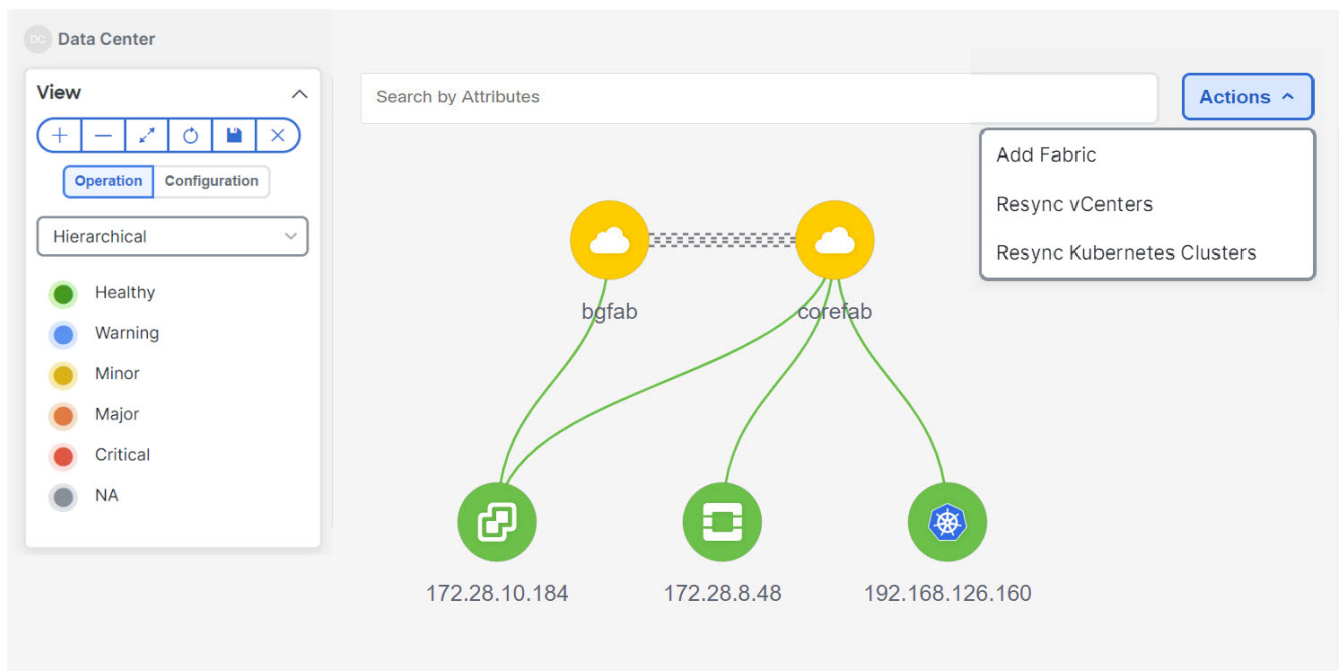 DC Data Center
View
Search by Attributes
Actions
Operation Configuration
Hierarchical
Healthy
Warning
Minor
Major
Critical
NA
Add Fabric
Resync vCenters
Resync Kubernetes Clusters
bgfab
corefab
172.28.10.184
172.28.8.48
192.168.126.160